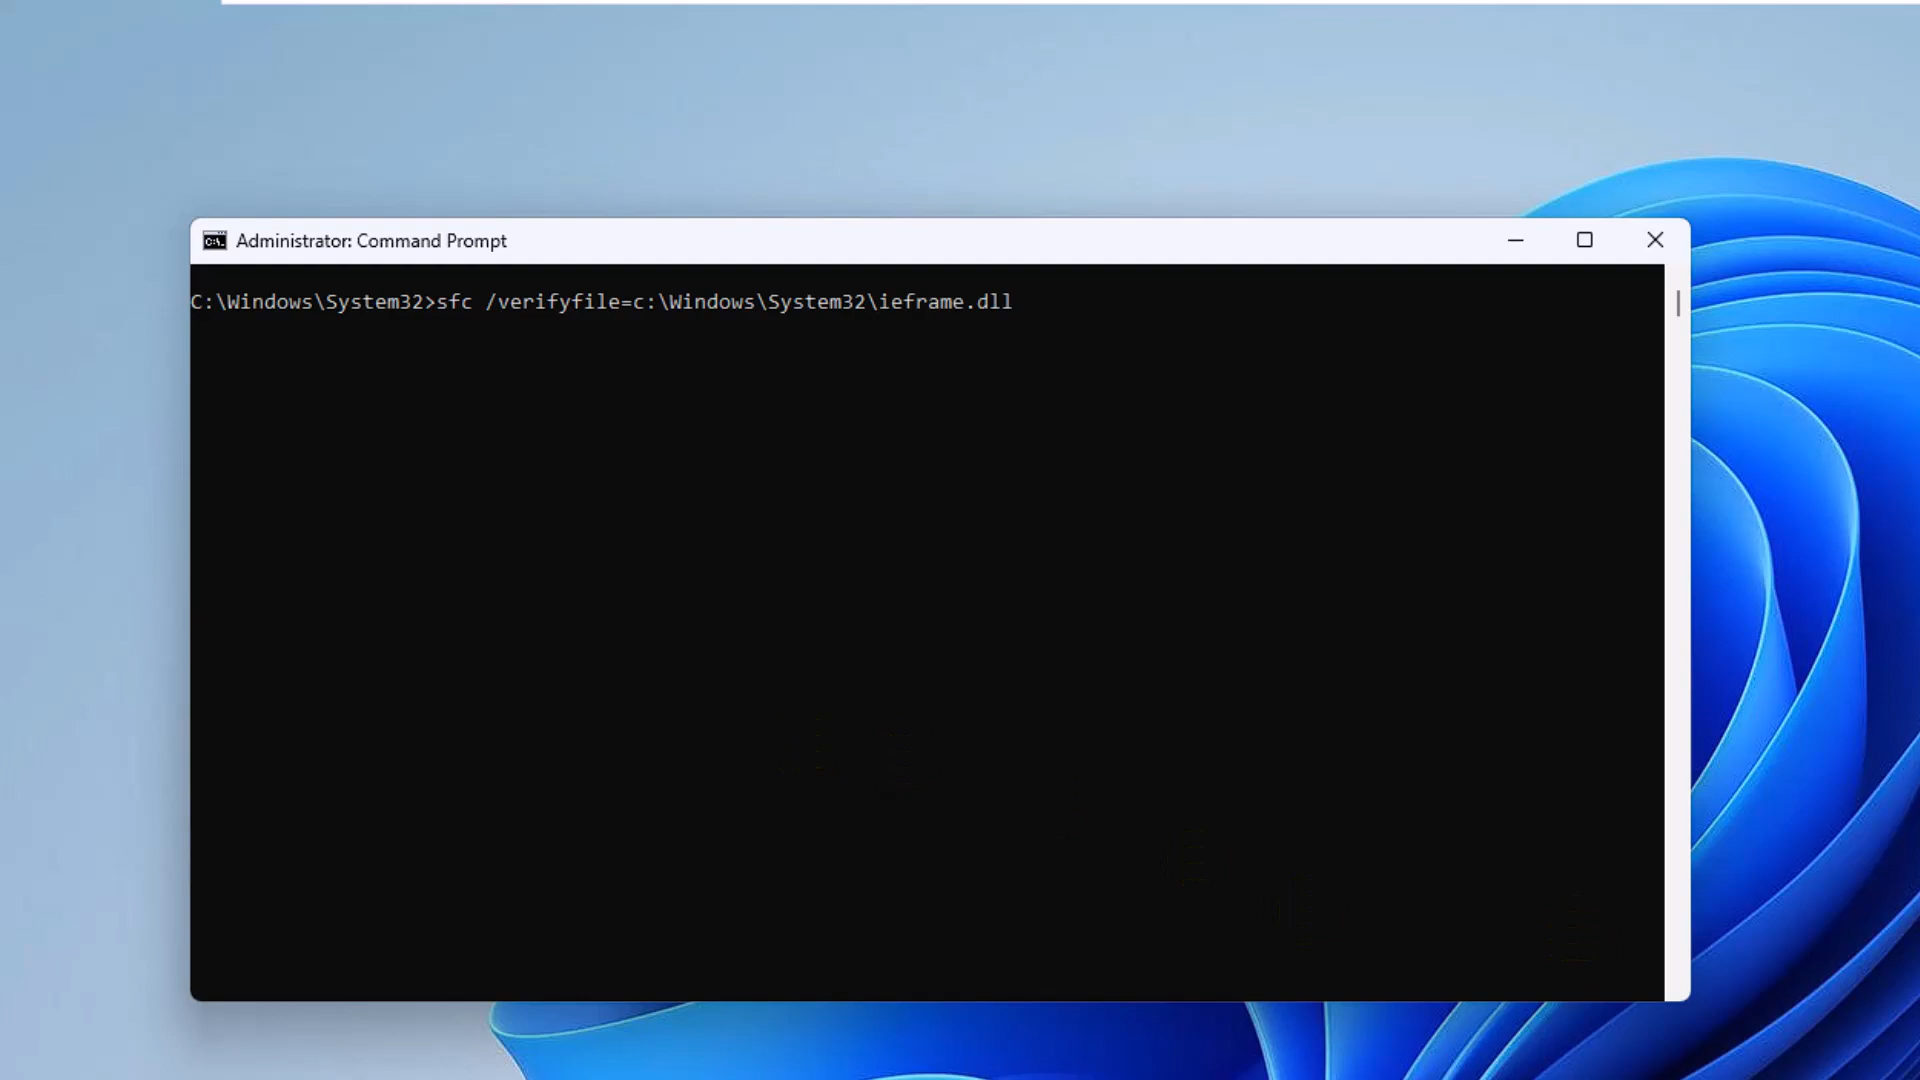 Administrator: Command Prompt
C:\Windows\System32>sfc /verifyfile=c:\Windows\System32\ieframe.dll